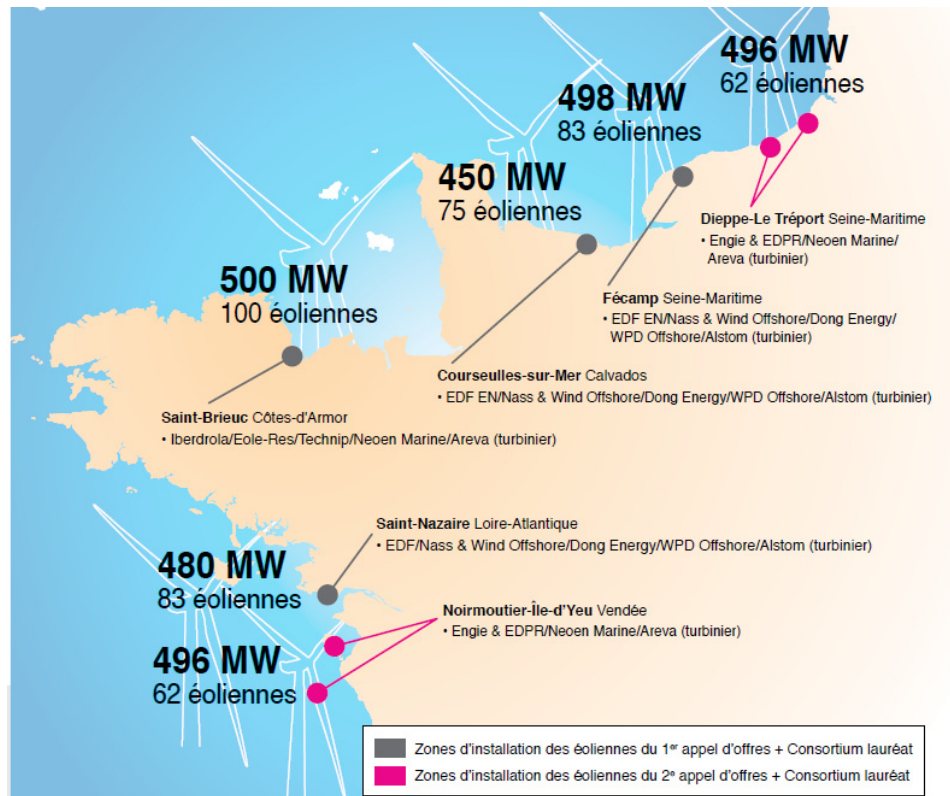 496 MW
62 éoliennes
498 MW
83 éoliennes
450 MW
75 éoliennes
500 MW
100 éoliennes
Dieppe-Le Tréport Seine-Maritime
• Engie & EDPR/Neoen Marine/
Areva (turbinier)
Fécamp Seine-Maritime
• EDF EN/Nass & Wind Offshore/Dong Energy/
WPD Offshore/Alstom (turbinier)
Courseulles-sur-Mer Calvados
• EDF EN/Nass & Wind Offshore/Dong Energy/WPD Offshore/Alstom (turbinier)
Saint-Brieuc Côtes-d'Armor
• Iberdrola/Eole-Res/Technip/Neoen Marine/Areva (turbinier)
Saint-Nazaire Loire-Atlantique
• EDF/Nass & Wind Offshore/Dong Energy/WPD Offshore/Alstom (turbinier)
480 MW
83 éoliennes
Noirmoutier-Île-d'Yeu Vendée
• Engie & EDPR/Neoen Marine/Areva (turbinier)
496 MW
62 éoliennes
Zones d'installation des éoliennes du 1er appel d'offres + Consortium lauréat
Zones d'installation des éoliennes du 2e appel d'offres + Consortium lauréat